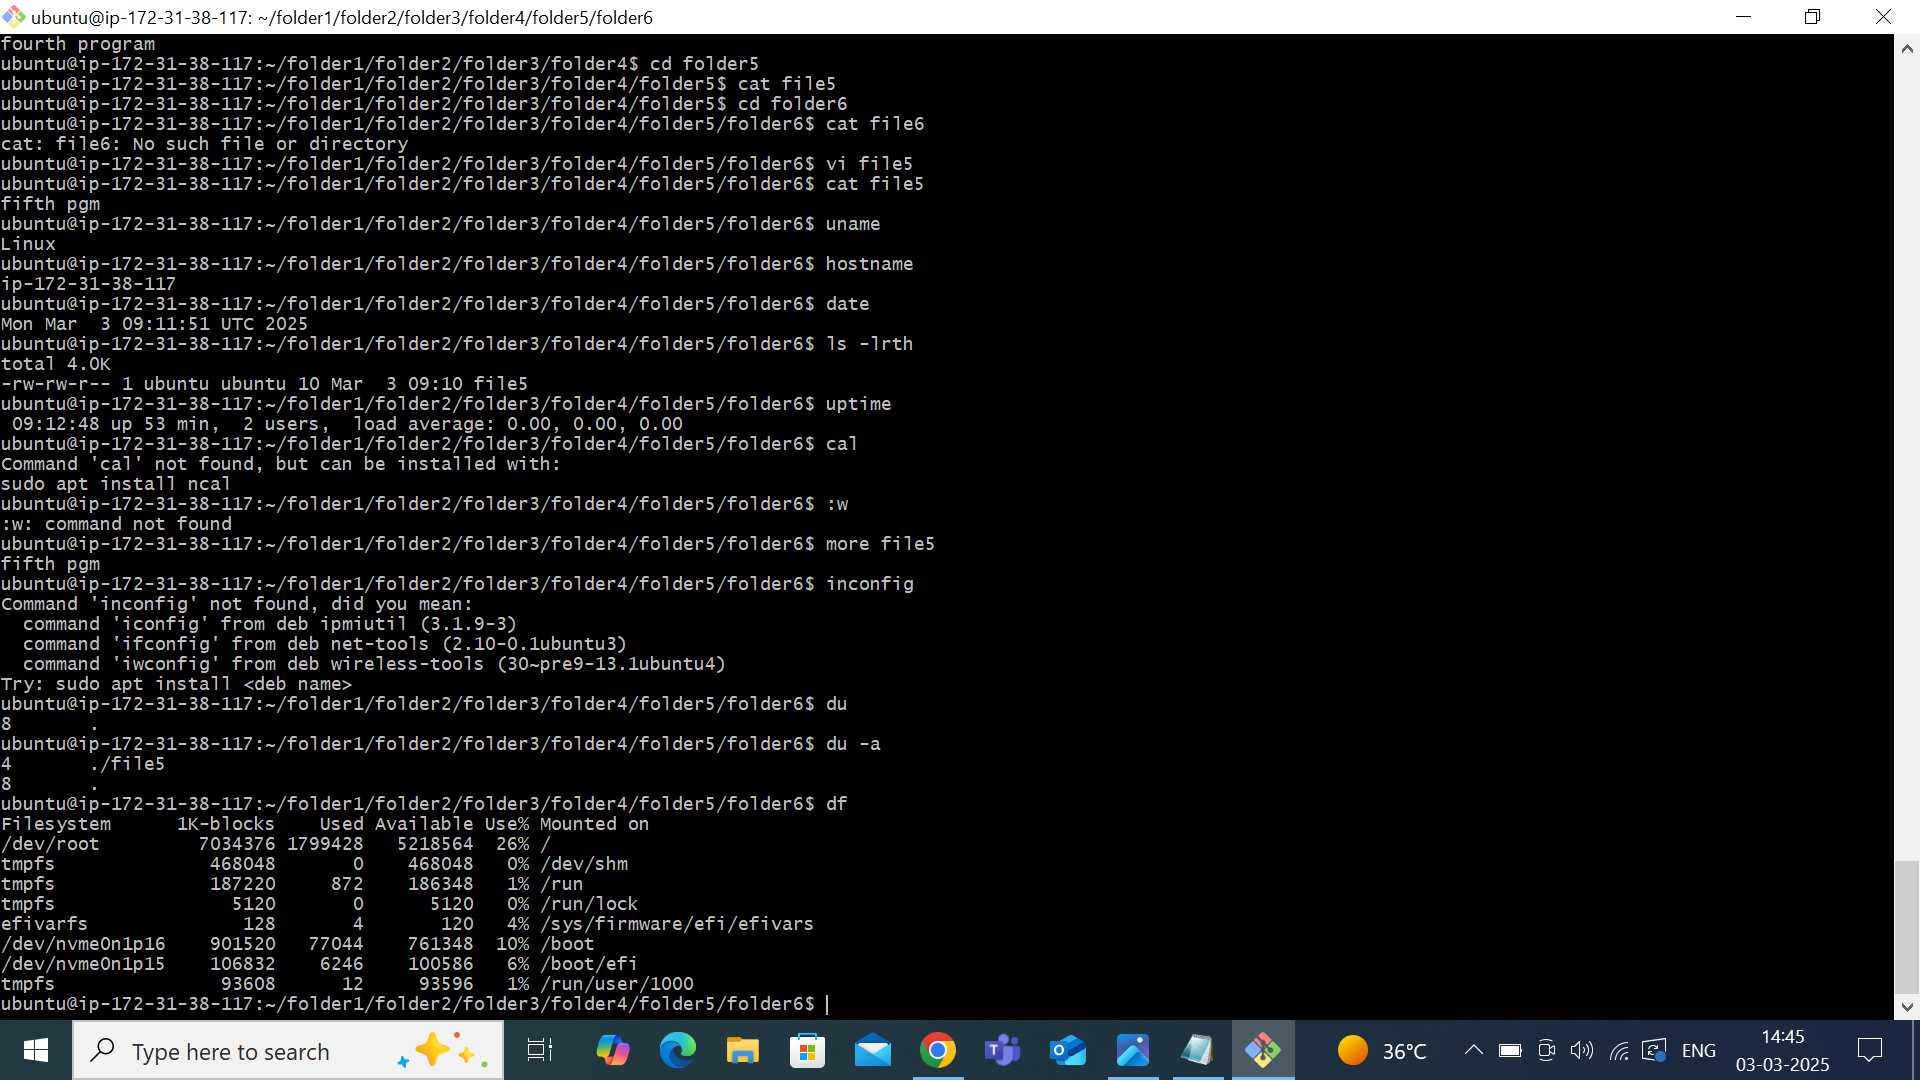 ubuntu@ip-172-31-38-117: ~/folder1/folder2/folder3/folder4/folder5/folder6
fourth program
ubuntu@ip-172-31-38-117:~/folder1/folder2/folder3/folder4$ cd folder5
ubuntu@ip-172-31-38-117:~/folder1/folder2/folder3/folder4/folder5$ cat file5
ubuntu@ip-172-31-38-117:~/folder1/folder2/folder3/folder4/folder5$ cd folder6
ubuntu@ip-172-31-38-117:~/folder1/folder2/folder3/folder4/folder5/folder6$ cat file6
cat: file6: No such file or directory
ubuntu@ip-172-31-38-117:~/folder1/folder2/folder3/folder4/folder5/folder6$ vi file5
ubuntu@ip-172-31-38-117:~/folder1/folder2/folder3/folder4/folder5/folder6$ cat file5
fifth pgm
ubuntu@ip-172-31-38-117:~/folder1/folder2/folder3/folder4/folder5/folder6$ uname
Linux
ubuntu@ip-172-31-38-117:~/folder1/folder2/folder3/folder4/folder5/folder6$ hostname
ip-172-31-38-117
ubuntu@ip-172-31-38-117:~/folder1/folder2/folder3/folder4/folder5/folder6$ date
Mon Mar  3 09:11:51 UTC 2025
ubuntu@ip-172-31-38-117:~/folder1/folder2/folder3/folder4/folder5/folder6$ ls -lrth
total 4.0K
-rw-rw-r-- 1 ubuntu ubuntu 10 Mar  3 09:10 file5
ubuntu@ip-172-31-38-117:~/folder1/folder2/folder3/folder4/folder5/folder6$ uptime
 09:12:48 up 53 min,  2 users,  load average: 0.00, 0.00, 0.00
ubuntu@ip-172-31-38-117:~/folder1/folder2/folder3/folder4/folder5/folder6$ cal
Command 'cal' not found, but can be installed with:
sudo apt install ncal
ubuntu@ip-172-31-38-117:~/folder1/folder2/folder3/folder4/folder5/folder6$ :w
:w: command not found
ubuntu@ip-172-31-38-117:~/folder1/folder2/folder3/folder4/folder5/folder6$ more file5
fifth pgm
ubuntu@ip-172-31-38-117:~/folder1/folder2/folder3/folder4/folder5/folder6$ inconfig
Command 'inconfig' not found, did you mean:
  command 'iconfig' from deb ipmiutil (3.1.9-3)
  command 'ifconfig' from deb net-tools (2.10-0.1ubuntu3)
  command 'iwconfig' from deb wireless-tools (30~pre9-13.1ubuntu4)
Try: sudo apt install <deb name>
ubuntu@ip-172-31-38-117:~/folder1/folder2/folder3/folder4/folder5/folder6$ du
8       .
ubuntu@ip-172-31-38-117:~/folder1/folder2/folder3/folder4/folder5/folder6$ du -a
4       ./file5
8       .
ubuntu@ip-172-31-38-117:~/folder1/folder2/folder3/folder4/folder5/folder6$ df
Filesystem      1K-blocks    Used Available Use% Mounted on
/dev/root         7034376 1799428   5218564  26% /
tmpfs              468048       0    468048   0% /dev/shm
tmpfs              187220     872    186348   1% /run
tmpfs                5120       0      5120   0% /run/lock
efivarfs              128       4       120   4% /sys/firmware/efi/efivars
/dev/nvme0n1p16    901520   77044    761348  10% /boot
/dev/nvme0n1p15    106832    6246    100586   6% /boot/efi
tmpfs               93608      12     93596   1% /run/user/1000
ubuntu@ip-172-31-38-117:~/folder1/folder2/folder3/folder4/folder5/folder6$
Type here to search
36°C
ENG
14:45
03-03-2025